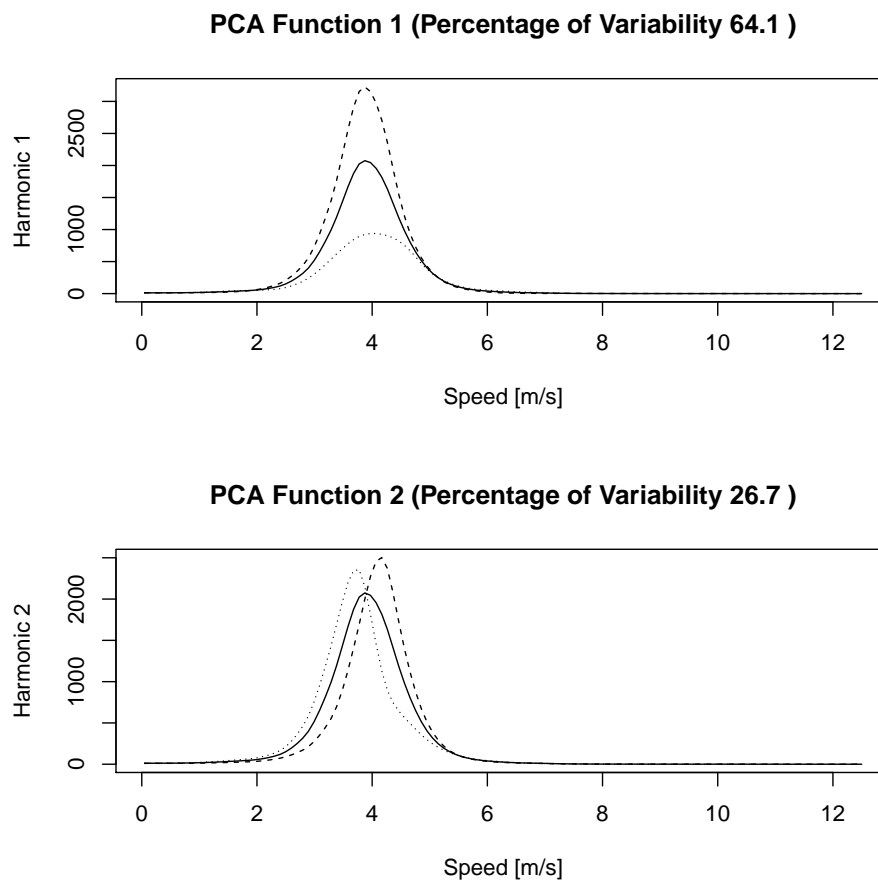 PCA Function 1 (Percentage of Variability 64.1 )
Harmonic 1
2500
1000
0
0 2 4 6 8 10 12
Speed [m/s]
PCA Function 2 (Percentage of Variability 26.7 )
Harmonic 2
2000
1000
0
0 2 4 6 8 10 12
Speed [m/s]